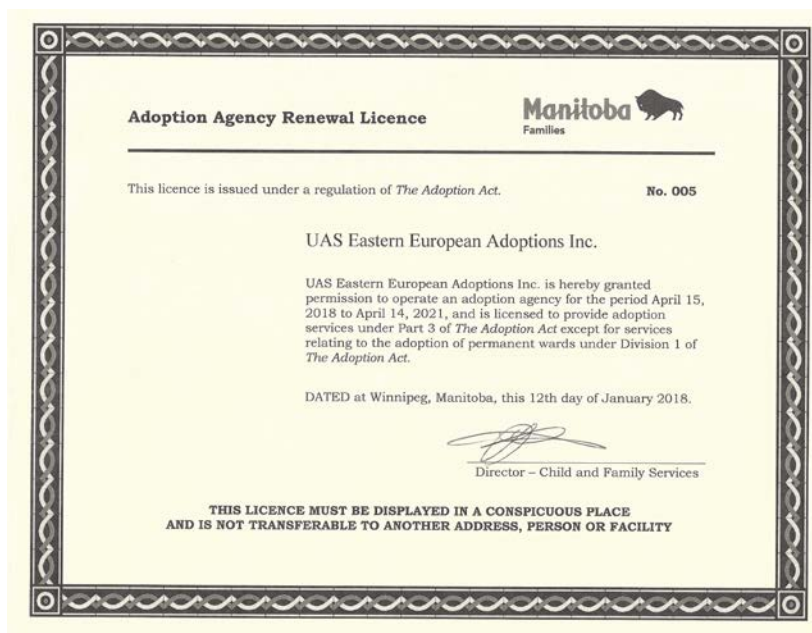 Adoption Agency Renewal Licence
Manitoba
Families
This licence is issued under a regulation of The Adoption Act.
No. 005
UAS Eastern European Adoptions Inc.
UAS Eastern European Adoptions Inc. is hereby granted
permission to operate an adoption agency for the period April 15,
2018 to April 14, 2021, and is licensed to provide adoption
services under Part 3 of The Adoption Act except for services
relating to the adoption of permanent wards under Division 1 of
The Adoption Act.
DATED at Winnipeg, Manitoba, this 12th day of January 2018.
Director – Child and Family Services
THIS LICENCE MUST BE DISPLAYED IN A CONSPICUOUS PLACE
AND IS NOT TRANSFERABLE TO ANOTHER ADDRESS, PERSON OR FACILITY